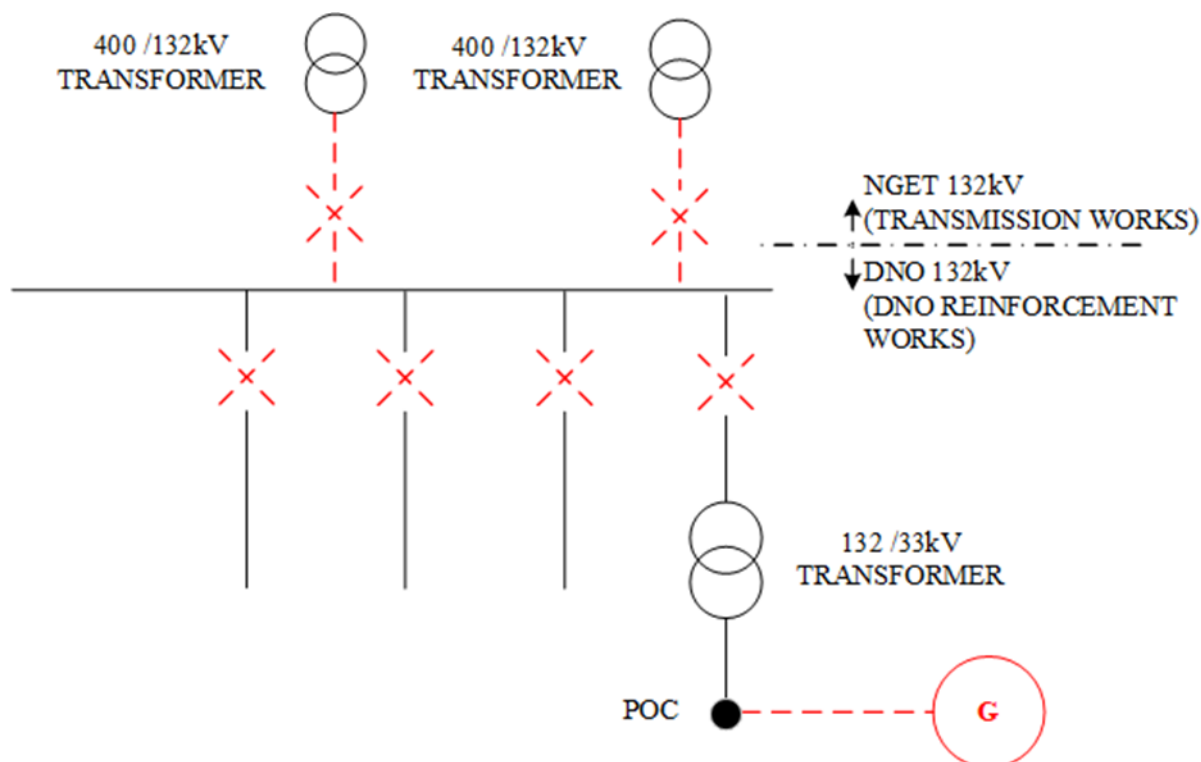 400 /132kV
TRANSFORMER
400 /132kV
TRANSFORMER
NGET 132kV
(TRANSMISSION WORKS)
DNO 132kV
(DNO REINFORCEMENT
WORKS)
132 /33kV
TRANSFORMER
POC
G